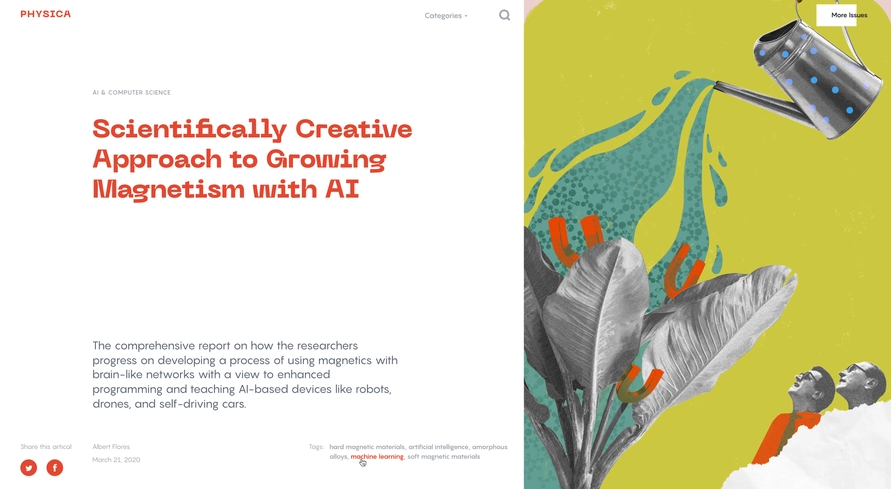 PHYSICA
Categories
More Issues
AI & COMPUTER SCIENCE
Scientifically Creative
Approach to Growing
Magnetism with AI
The comprehensive report on how the researchers
progress on developing a process of using magnetics with
brain-like networks with a view to enhanced
programming and teaching AI-based devices like robots,
drones, and self-driving cars.
Share this artical
Albert Flores
March 21, 2020
Tags: hard magnetic materials, artificial intelligence, amorphous
alloys, machine learning, soft magnetic materials